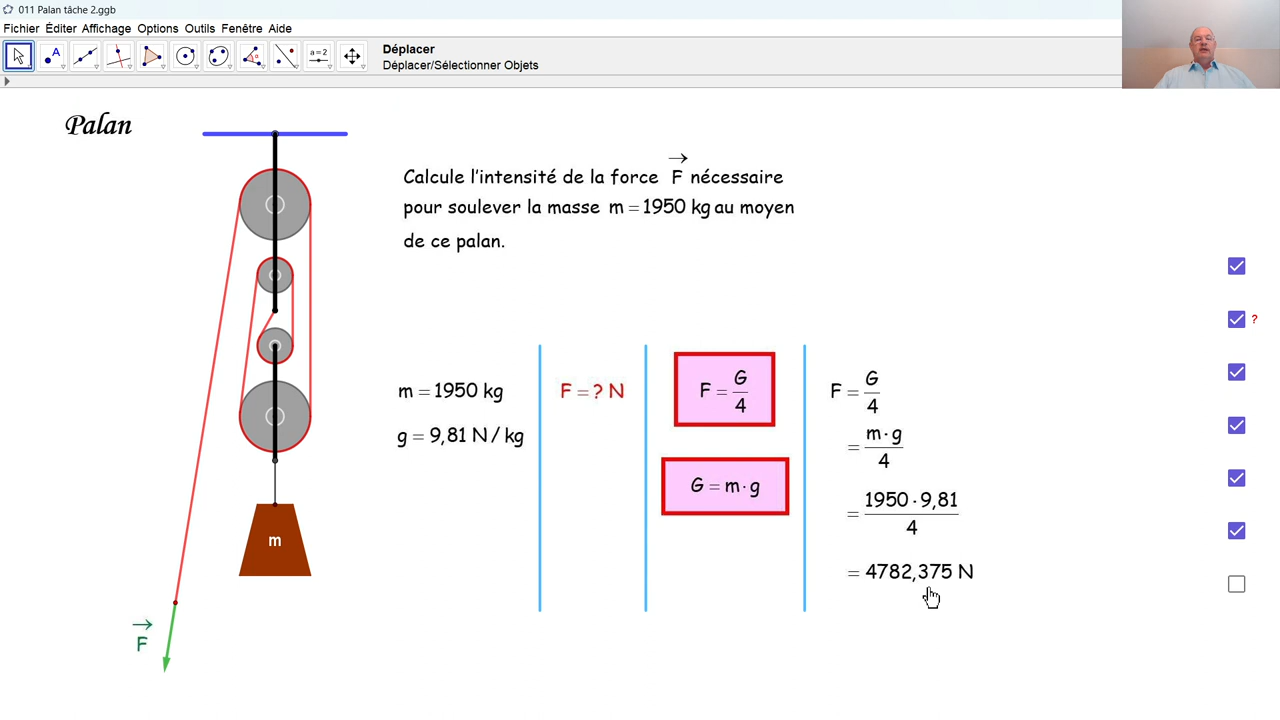 011 Palan tâche 2.ggb
Fichier Éditer Affichage Options Outils Fenêtre Aide
A
a=2
Déplacer
Déplacer/Sélectionner Objets
Palan
Calcule l'intensité de la force F→ nécessaire
pour soulever la masse m = 1950 kg au moyen
de ce palan.
?
m = 1950 kg
g = 9,81 N / kg
F = ? N
F = G/4
G = m · g
F = G/4
= m · g / 4
= 1950 · 9,81 / 4
= 4782,375 N
m
F→